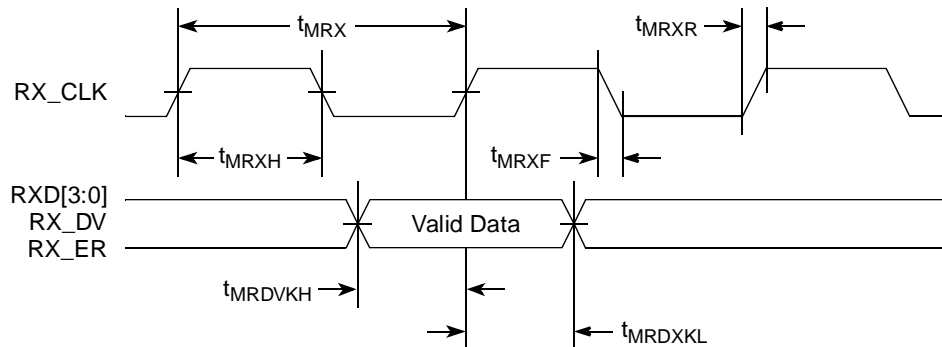 tMRX
tMRXR
RX_CLK
tMRXH
tMRXF
RXD[3:0]
RX_DV
Valid Data
RX_ER
tMRDVKH
tMRDXKL